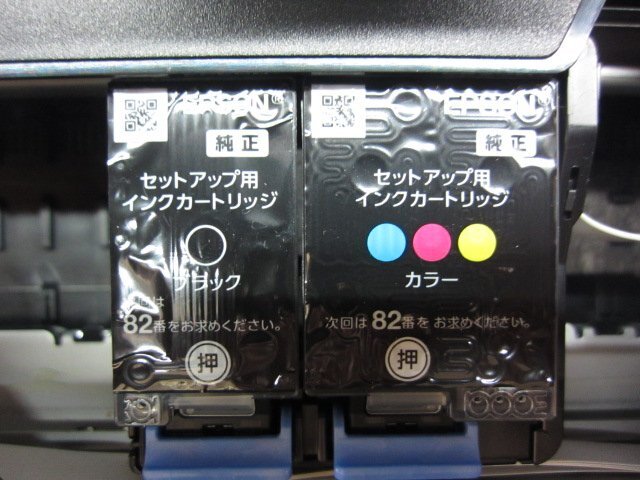 EPSON®
純正
セットアップ用
インクカートリッジ
ブラック
次回は
82番をお求めください。
押
EPSON®
純正
セットアップ用
インクカートリッジ
カラー
次回は 82番を お求めください。
押